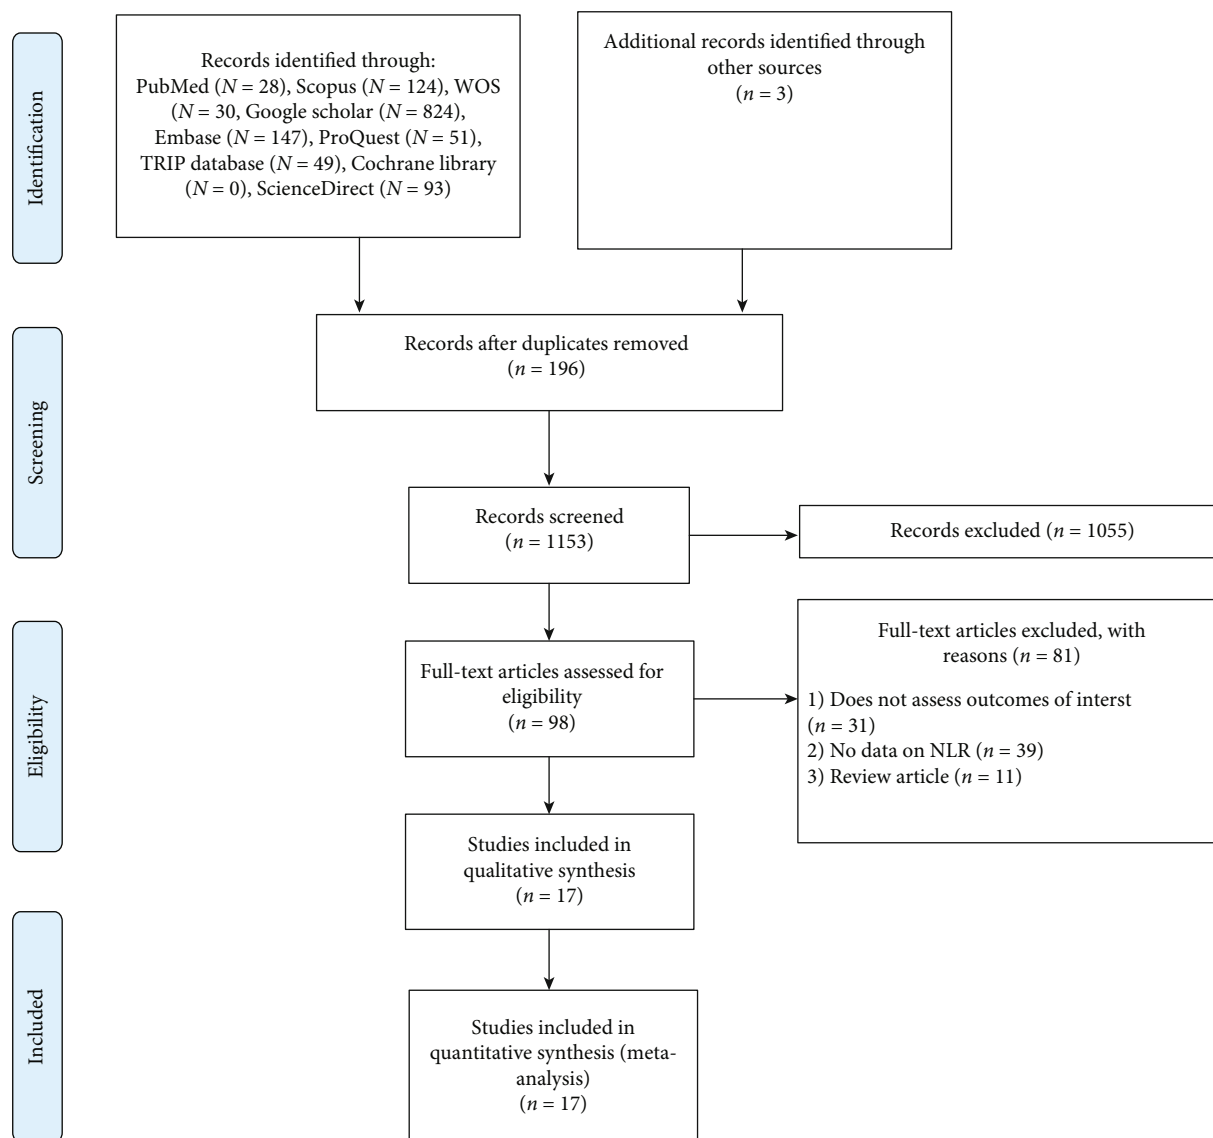 Identification
Records identified through:
PubMed (N = 28), Scopus (N = 124), WOS
(N = 30, Google scholar (N = 824),
Embase (N = 147), ProQuest (N = 51),
TRIP database (N = 49), Cochrane library
(N = 0), ScienceDirect (N = 93)
Additional records identified through
other sources
(n = 3)
Screening
Records after duplicates removed
(n = 196)
Records screened
(n = 1153)
Records excluded (n = 1055)
Eligibility
Full-text articles assessed for
eligibility
(n = 98)
Full-text articles excluded, with
reasons (n = 81)
1) Does not assess outcomes of interst
(n = 31)
2) No data on NLR (n = 39)
3) Review article (n = 11)
Studies included in
qualitative synthesis
(n = 17)
Included
Studies included in
quantitative synthesis (meta-
analysis)
(n = 17)